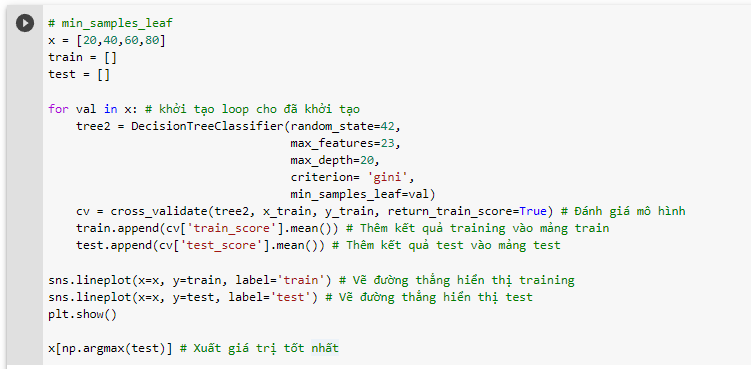 # min_samples_leaf
x = [20,40,60,80]
train = []
test = []
for val in x: # khởi tạo loop cho đã khởi tạo
    tree2 = DecisionTreeClassifier(random_state=42,
                                   max_features=23,
                                   max_depth=20,
                                   criterion= 'gini',
                                   min_samples_leaf=val)
    cv = cross_validate(tree2, x_train, y_train, return_train_score=True) # Đánh giá mô hình
    train.append(cv['train_score'].mean()) # Thêm kết quả training vào mảng train
    test.append(cv['test_score'].mean()) # Thêm kết quả test vào mảng test
sns.lineplot(x=x, y=train, label='train') # Vẽ đường thẳng hiển thị training
sns.lineplot(x=x, y=test, label='test') # Vẽ đường thẳng hiển thị test
plt.show()
x[np.argmax(test)] # Xuất giá trị tốt nhất